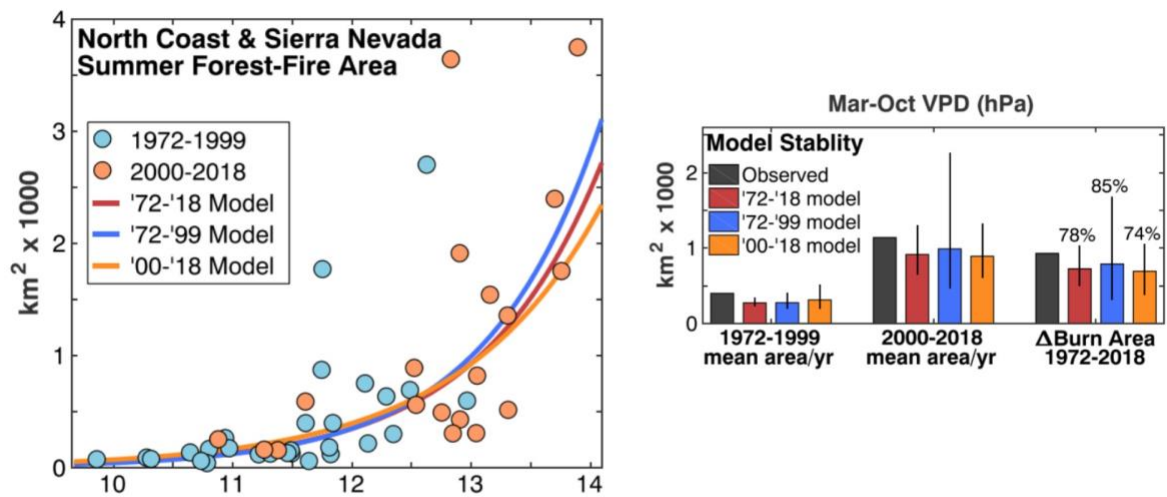 North Coast & Sierra Nevada
Summer Forest-Fire Area
1972-1999
2000-2018
'72-'18 Model
'72-'99 Model
'00-'18 Model
km² x 1000
4
3
2
1
0
10
11
12
13
14
Mar-Oct VPD (hPa)
Model Stablity
Observed
'72-'18 model
'72-'99 model
'00-'18 model
km² x 1000
2
1
0
78%
85%
74%
1972-1999
mean area/yr
2000-2018
mean area/yr
ΔBurn Area
1972-2018